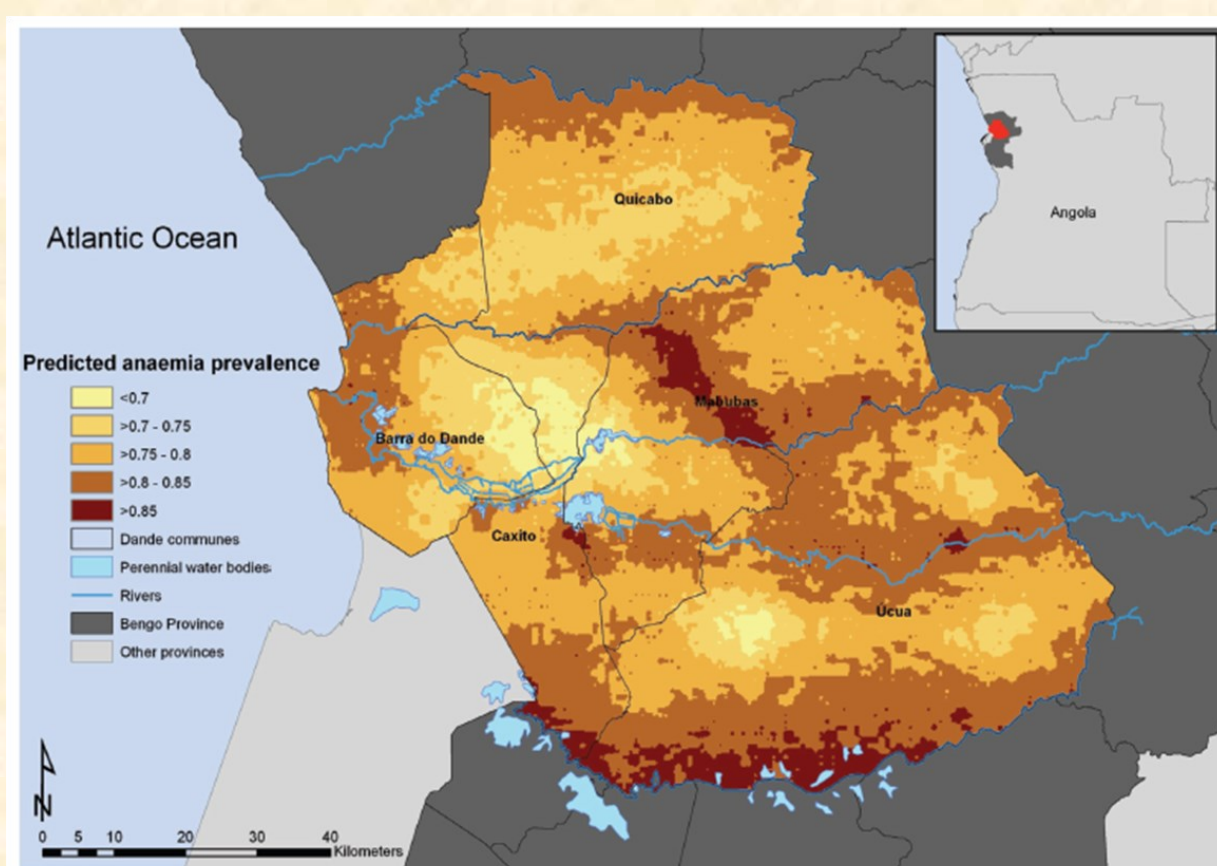 Quicabo
Atlantic Ocean
Angola
Predicted anaemia prevalence
<0.7
>0.7 - 0.75
>0.75 - 0.8
>0.8 - 0.85
>0.85
Dande communes
Perennial water bodies
Rivers
Bengo Province
Other provinces
Mabubas
Barra do Dande
Caxito
Úcua
N
0 5 10 20 30 40
Kilometers